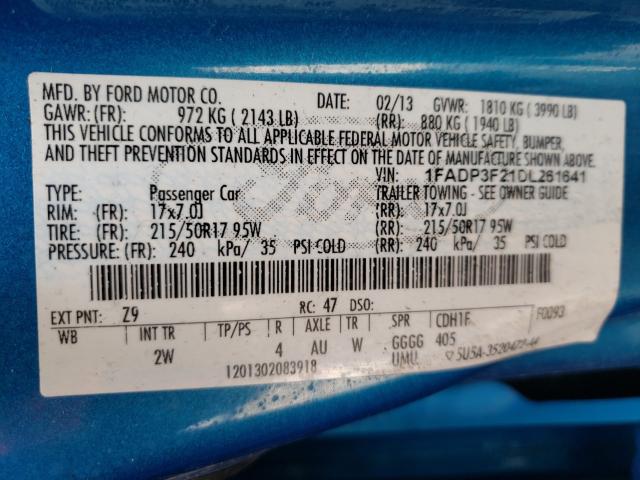 MFD. BY FORD MOTOR CO.
DATE: 02/13 GVWR: 1810 KG ( 3990 LB)
GAWR: (FR): 972 KG ( 2143 LB) (RR): 880 KG ( 1940 LB)
THIS VEHICLE CONFORMS TO ALL APPLICABLE FEDERAL MOTOR VEHICLE SAFETY, BUMPER,
AND THEFT PREVENTION STANDARDS IN EFFECT ON THE DATE OF MANUFACTURE SHOWN ABOVE.
VIN: 1FADP3F21DL261641
TYPE: Passenger Car TRAILER TOWING - SEE OWNER GUIDE
RIM: (FR): 17x7.0J (RR): 17x7.0J
TIRE: (FR): 215/50R17 95W (RR): 215/50R17 95W
PRESSURE: (FR): 240 kPa/ 35 PSI COLD (RR): 240 kPa/ 35 PSI COLD
EXT PNT: Z9 RC: 47 DSO: F0093
WB INT TR TP/PS R AXLE TR SPR CDH1F
2W 4 AU W GGGG 405
1201302083918 UMU